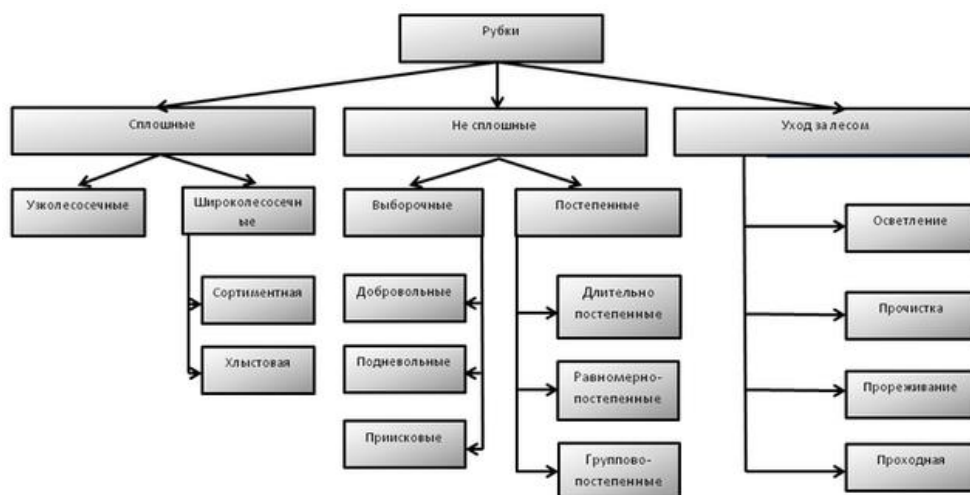 Рубки
Сплошные
Не сплошные
Уход за лесом
Узколесосечные
Широколесосечн
ые
Выборочные
Постепенные
Осветление
Сортиментная
Добровольные
Длительно
постепенные
Прочистка
Хлыстовая
Подневольные
Равномерно-
постепенные
Прореживание
Приисковые
Группово-
постепенные
Проходная